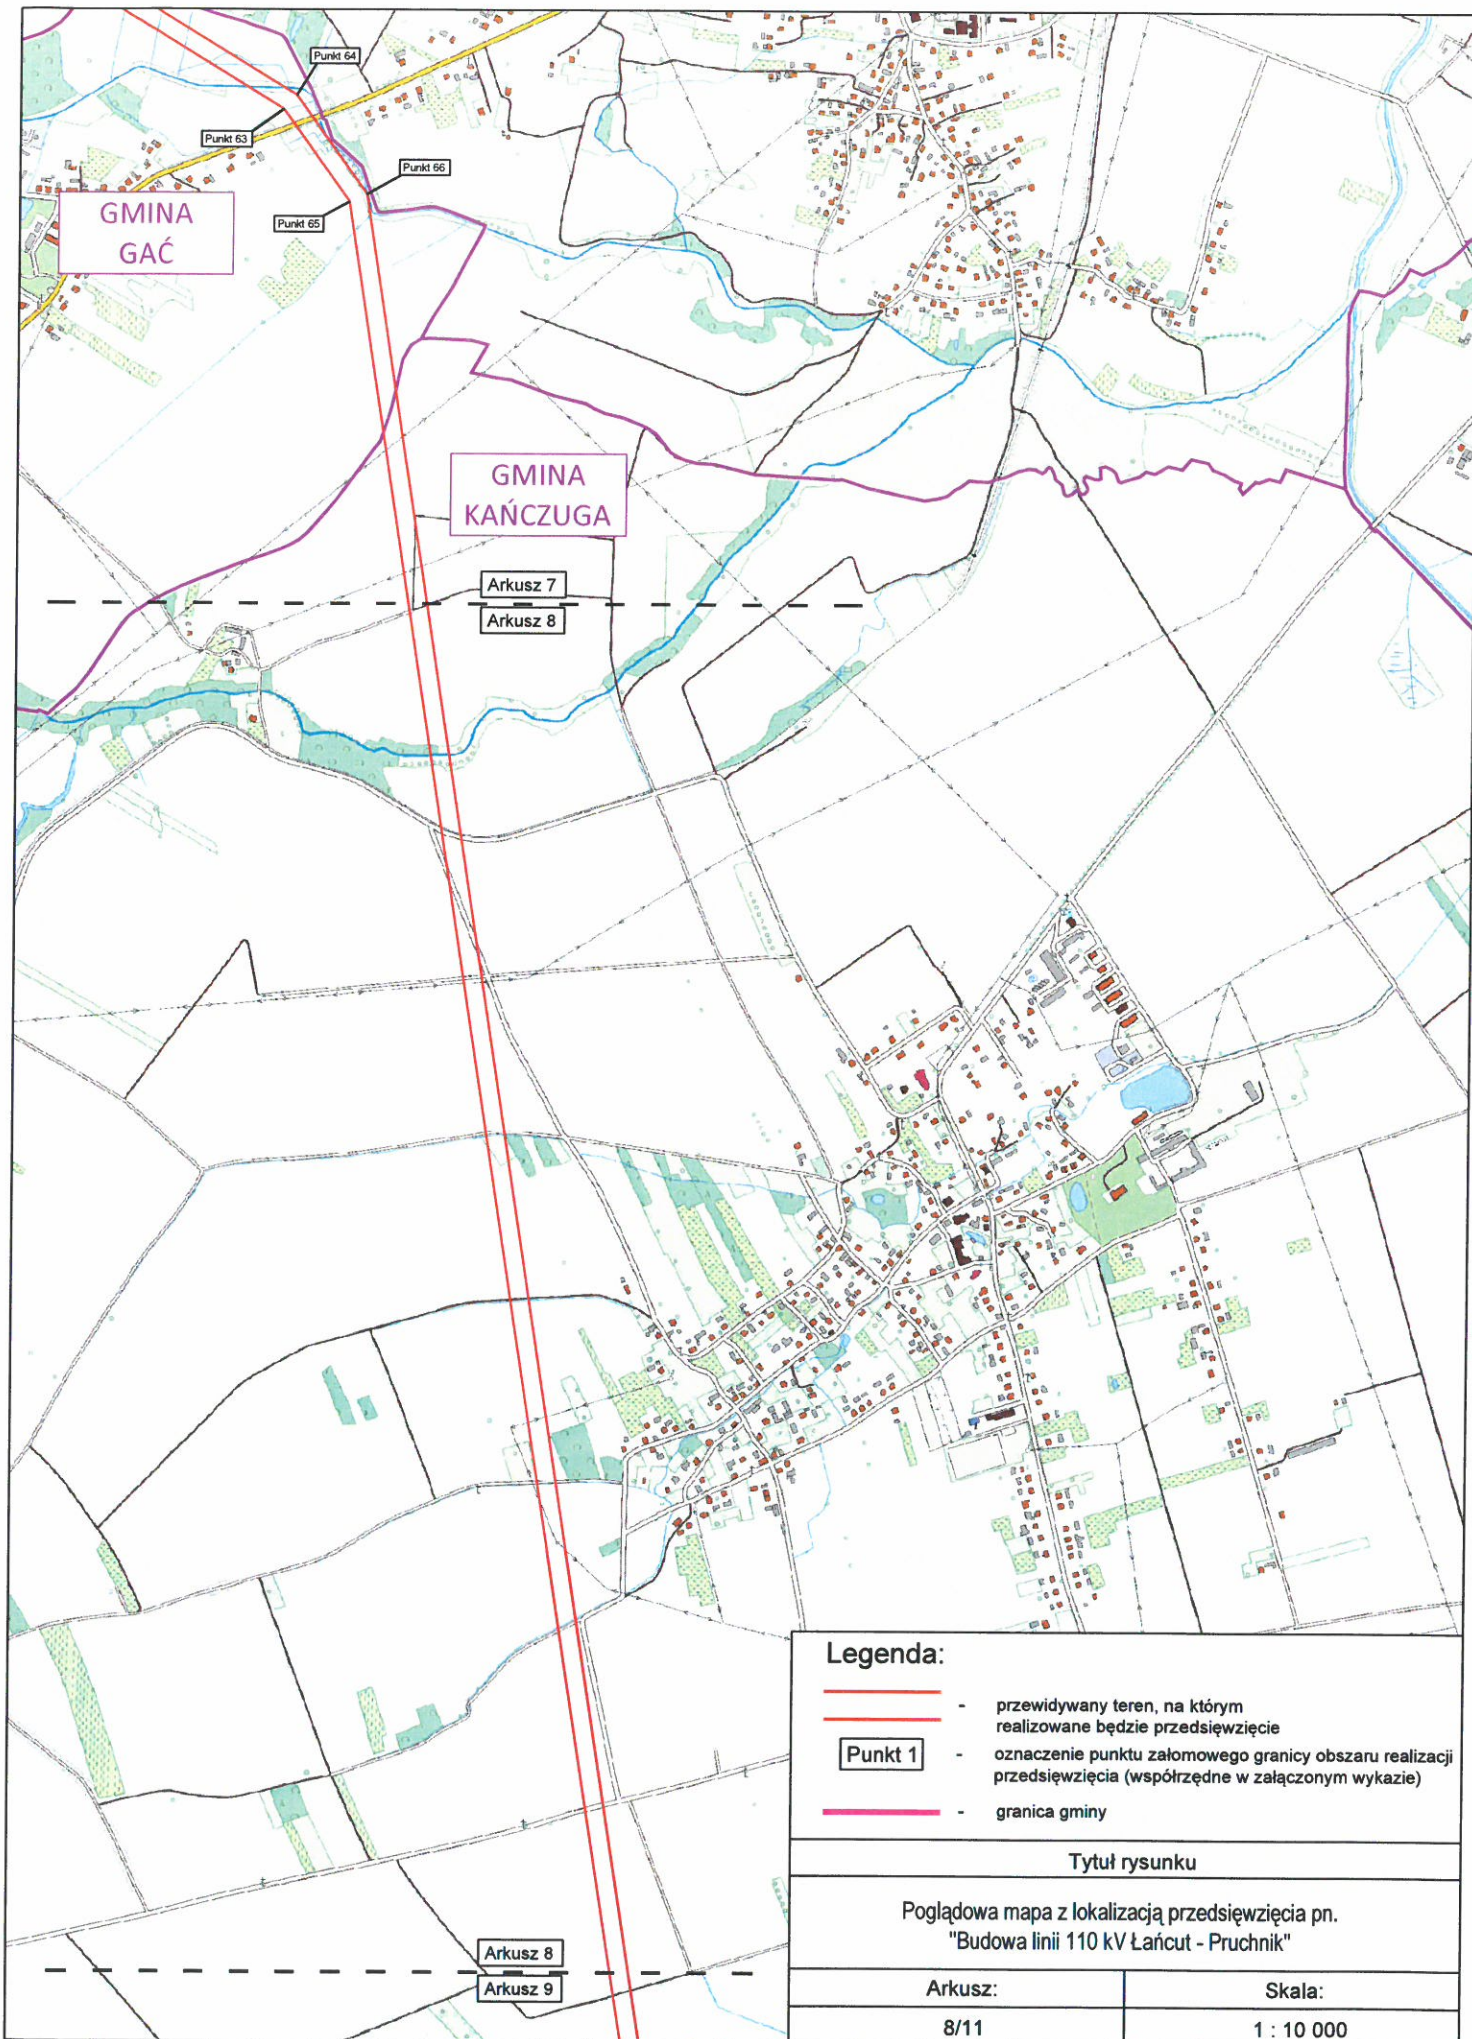 Punkt 64
Punkt 63
Punkt 66
GMINA
GAĆ
Punkt 65
GMINA
KAŃCZUGA
Arkusz 7
Arkusz 8
Legenda:
- przewidywany teren, na którym
realizowane będzie przedsięwzięcie
Punkt 1 - oznaczenie punktu załomowego granicy obszaru realizacji
przedsięwzięcia (współrzędne w załączonym wykazie)
- granica gminy
Tytuł rysunku
Poglądowa mapa z lokalizacją przedsięwzięcia pn.
"Budowa linii 110 kV Łańcut - Pruchnik"
Arkusz 8
Arkusz 9
Arkusz: Skala:
8/11 1 : 10 000